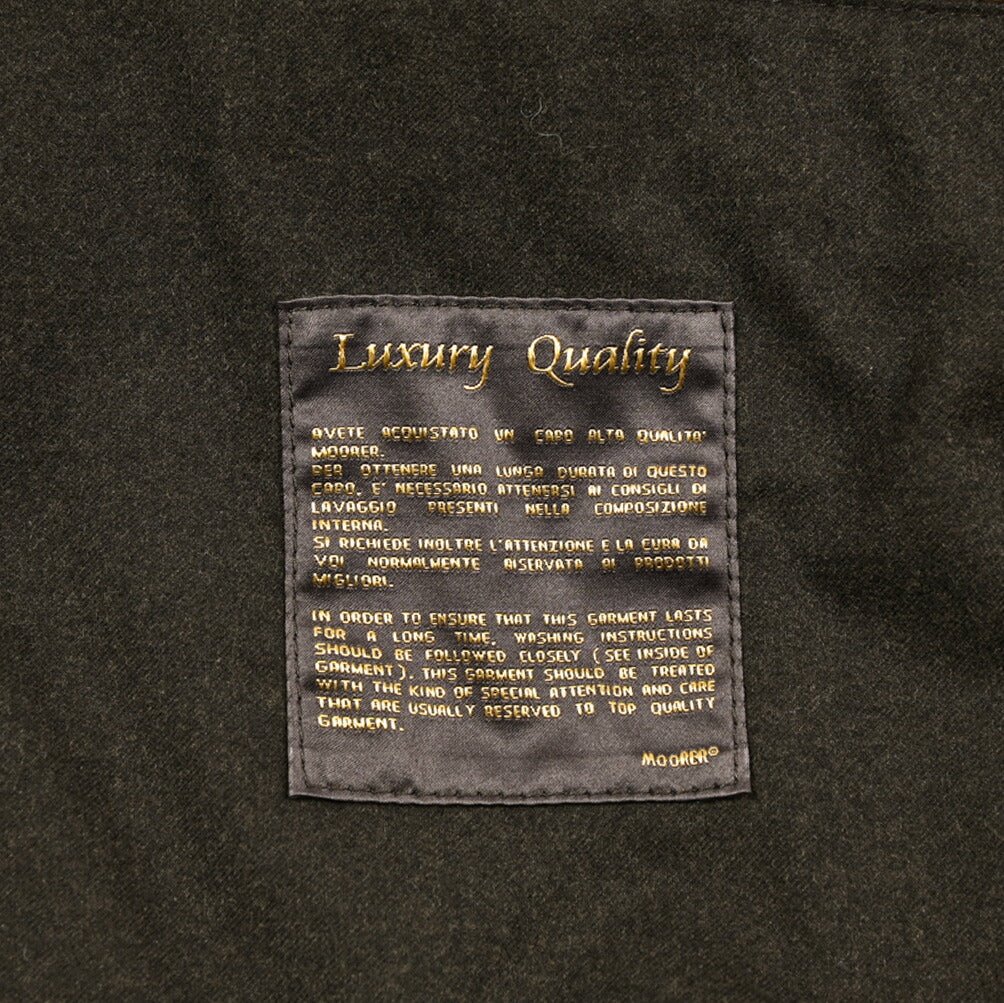 Luxury Quality
AVETE ACQUISTATO UN CAPO ALTA QUALITA'
MOORER.
PER OTTENERE UNA LUNGA DURATA DI QUESTO
CAPO, E' NECESSARIO ATTENERSI AI CONSIGLI DI
LAVAGGIO PRESENTI NELLA COMPOSIZIONE
INTERNA.
SI RICHIEDE INOLTRE L'ATTENZIONE E LA CURA DA
VOI NORMALMENTE RISERVATA AI PRODOTTI
MIGLIORI.
IN ORDER TO ENSURE THAT THIS GARMENT LASTS
FOR A LONG TIME, WASHING INSTRUCTIONS
SHOULD BE FOLLOWED CLOSELY (SEE INSIDE OF
GARMENT). THIS GARMENT SHOULD BE TREATED
WITH THE KIND OF SPECIAL ATTENTION AND CARE
THAT ARE USUALLY RESERVED TO TOP QUALITY
GARMENT.
MOORER®